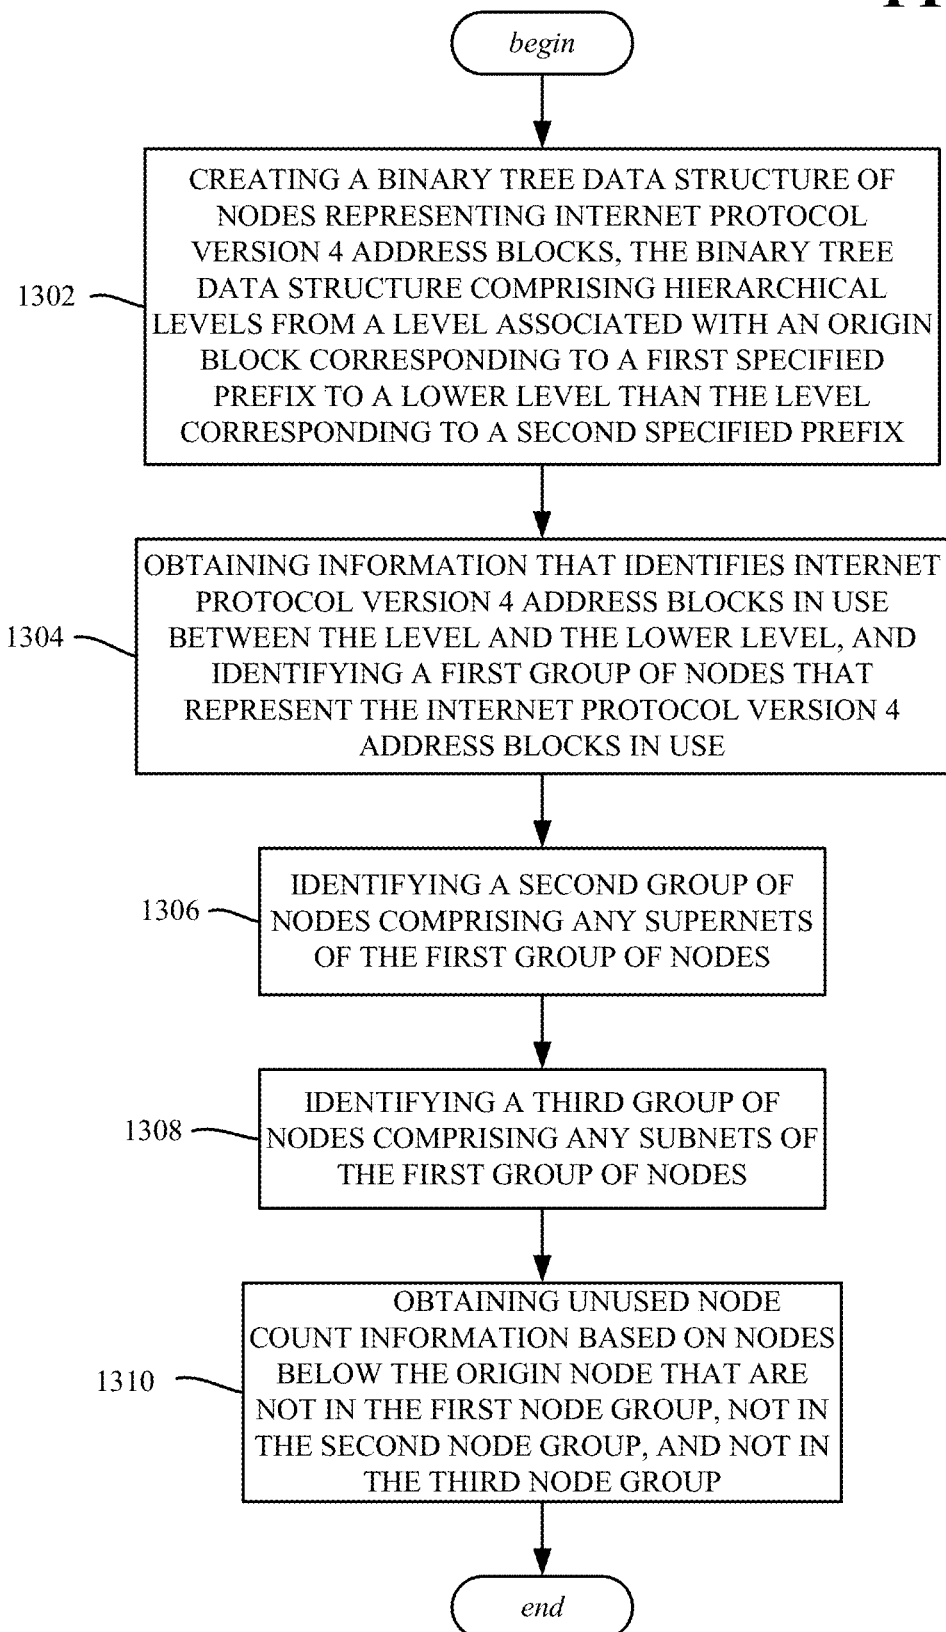 begin
CREATING A BINARY TREE DATA STRUCTURE OF
NODES REPRESENTING INTERNET PROTOCOL
VERSION 4 ADDRESS BLOCKS, THE BINARY TREE
DATA STRUCTURE COMPRISING HIERARCHICAL
LEVELS FROM A LEVEL ASSOCIATED WITH AN ORIGIN
BLOCK CORRESPONDING TO A FIRST SPECIFIED
PREFIX TO A LOWER LEVEL THAN THE LEVEL
CORRESPONDING TO A SECOND SPECIFIED PREFIX
1302
OBTAINING INFORMATION THAT IDENTIFIES INTERNET
PROTOCOL VERSION 4 ADDRESS BLOCKS IN USE
BETWEEN THE LEVEL AND THE LOWER LEVEL, AND
IDENTIFYING A FIRST GROUP OF NODES THAT
REPRESENT THE INTERNET PROTOCOL VERSION 4
ADDRESS BLOCKS IN USE
1304
IDENTIFYING A SECOND GROUP OF
NODES COMPRISING ANY SUPERNETS
OF THE FIRST GROUP OF NODES
1306
IDENTIFYING A THIRD GROUP OF
NODES COMPRISING ANY SUBNETS OF
THE FIRST GROUP OF NODES
1308
OBTAINING UNUSED NODE
COUNT INFORMATION BASED ON NODES
BELOW THE ORIGIN NODE THAT ARE
NOT IN THE FIRST NODE GROUP, NOT IN
THE SECOND NODE GROUP, AND NOT IN
THE THIRD NODE GROUP
1310
end